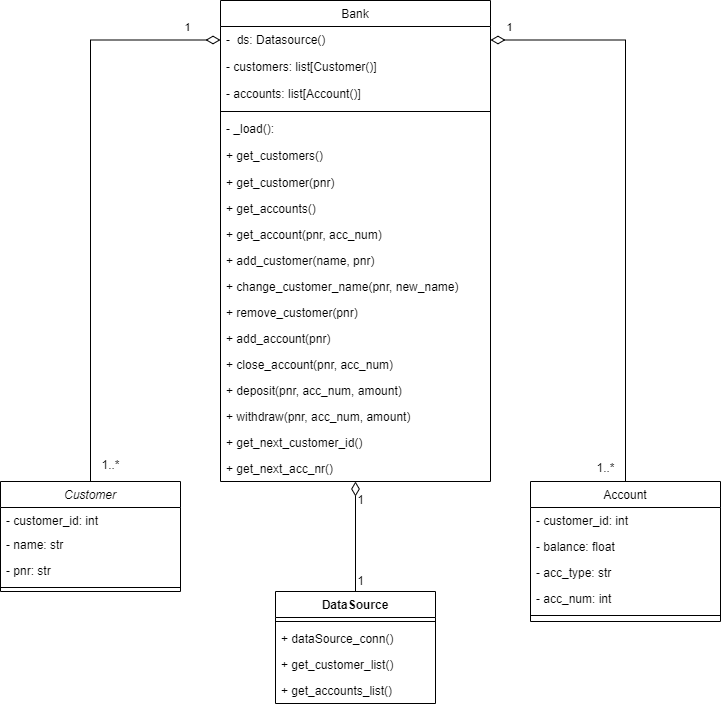 Bank
1
1
-  ds: Datasource()
- customers: list[Customer()]
- accounts: list[Account()]
- _load():
+ get_customers()
+ get_customer(pnr)
+ get_accounts()
+ get_account(pnr, acc_num)
+ add_customer(name, pnr)
+ change_customer_name(pnr, new_name)
+ remove_customer(pnr)
+ add_account(pnr)
+ close_account(pnr, acc_num)
+ deposit(pnr, acc_num, amount)
+ withdraw(pnr, acc_num, amount)
+ get_next_customer_id()
+ get_next_acc_nr()
1..*
1..*
Customer
- customer_id: int
- name: str
- pnr: str
1
1
DataSource
+ dataSource_conn()
+ get_customer_list()
+ get_accounts_list()
Account
- customer_id: int
- balance: float
- acc_type: str
- acc_num: int